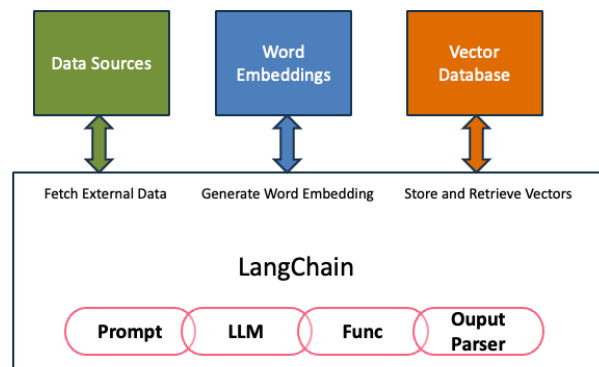 Data Sources
Word
Embeddings
Vector
Database
Fetch External Data
Generate Word Embedding
Store and Retrieve Vectors
LangChain
Prompt
LLM
Func
Ouput
Parser